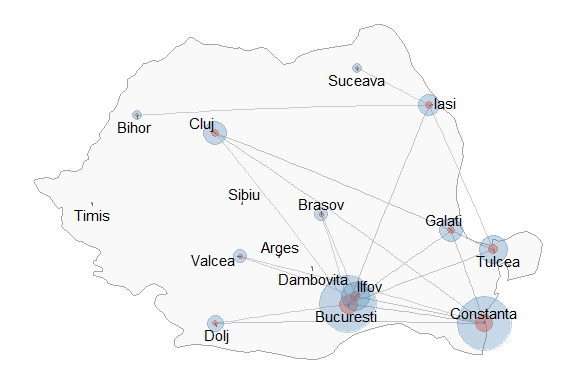 Suceava
Iasi
Bihor
Cluj
Sibiu
Timis
Brasov
Galati
Arges
Valcea
Tulcea
Dambovita
Ilfov
Bucuresti
Constanta
Dolj